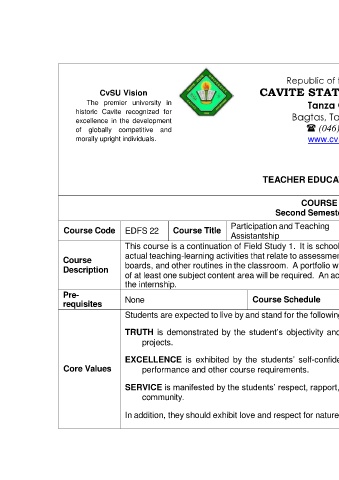 Republic of
CvSU Vision
CAVITE STAT
The premier university in
Tanza
historic Cavite recognized for
excellence in the development
Bagtas, Ta
of globally competitive and
☎ (046)
morally upright individuals.
www.cv
TEACHER EDUCA
COURSE
Second Semest
Course Code EDFS 22 Course Title Participation and Teaching
Assistantship
Course
Description
This course is a continuation of Field Study 1. It is school
actual teaching-learning activities that relate to assessmen
boards, and other routines in the classroom. A portfolio w
of at least one subject content area will be required. An ac
the internship.
Pre-
requisites
None Course Schedule
Core Values
Students are expected to live by and stand for the following
TRUTH is demonstrated by the student's objectivity and
projects.
EXCELLENCE is exhibited by the students' self-confide
performance and other course requirements.
SERVICE is manifested by the students' respect, rapport,
community.
In addition, they should exhibit love and respect for nature